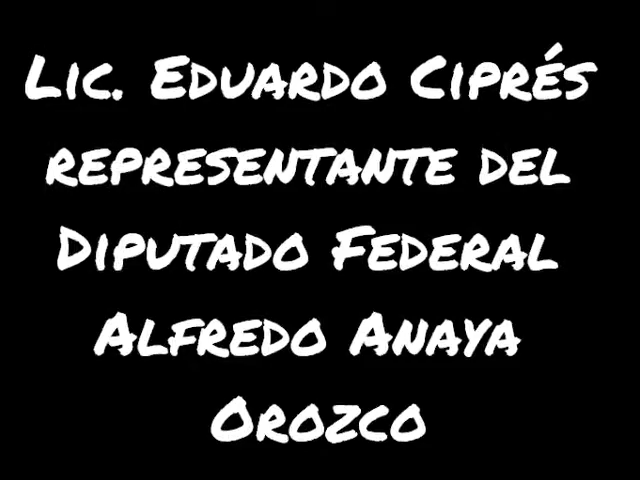 Lic. Eduardo Ciprés
representante del
Diputado Federal
Alfredo Anaya
Orozco